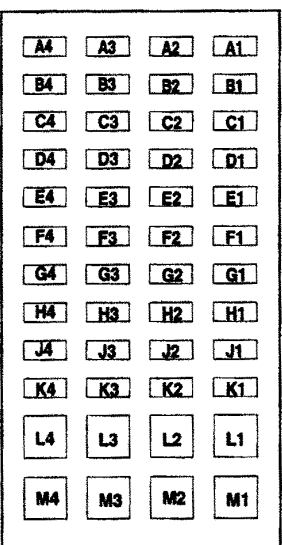 A4 A3 A2 A1
B4 B3 B2 B1
C4 C3 C2 C1
D4 D3 D2 D1
E4 E3 E2 E1
F4 F3 F2 F1
G4 G3 G2 G1
H4 H3 H2 H1
J4 J3 J2 J1
K4 K3 K2 K1
L4 L3 L2 L1
M4 M3 M2 M1